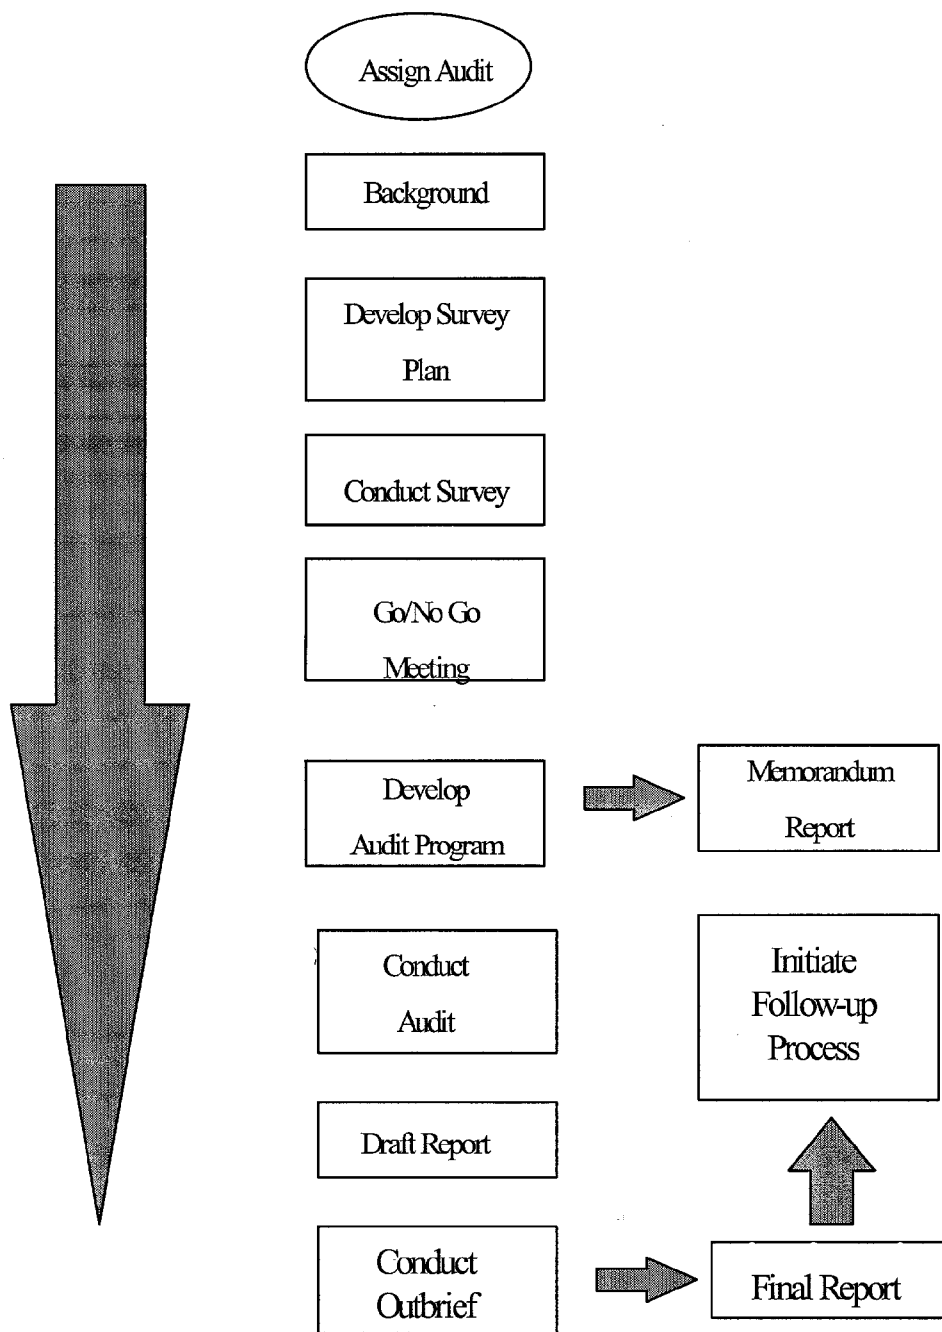 Assign Audit
Background
Develop Survey
Plan
Conduct Survey
Go/No Go
Meeting
Develop
Audit Program
Memorandum
Report
Conduct
Audit
Initiate
Follow-up
Process
Draft Report
Conduct
Outbrief
Final Report